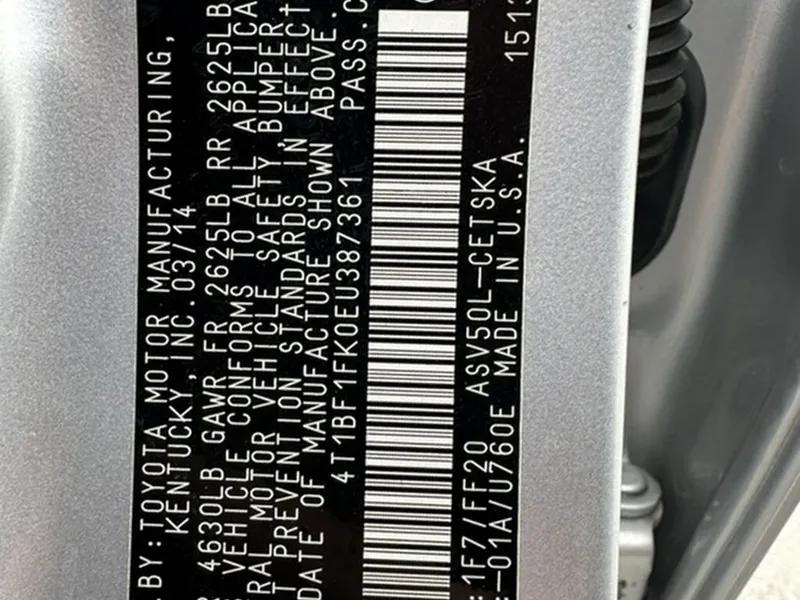 BY:TOYOTA MOTOR MANUFACTURING,
KENTUCKY, INC. 03/14
4630LB GAWR FR 2625LB RR 2625LB
VEHICLE CONFORMS TO ALL APPLICA
RAL MOTOR VEHICLE SAFETY, BUMPER,
T PREVENTION STANDARDS IN EFFECT
DATE OF MANUFACTURE SHOWN ABOVE.
4T1BF1FK0EU387361 PASS.C
:1F7/FF20 ASV50L-CETSKA
:-01A/U760E MADE IN U.S.A. 1513